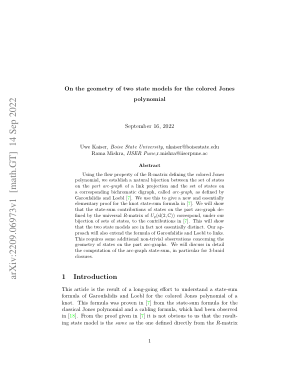 On the geometry of two state models for the colored Jones
polynomial
September 16, 2022
Uwe Kaiser, Boise State University, ukaiser@boisestate.edu
Rama Mishra, IISER Pune, r.mishra@iiserpune.ac
Abstract
Using the flow-property of the R-matrix defining the colored Jones
polynomial, we establish a natural bijection between the set of states
on the part arc-graph of a link projection and the set of states on
a corresponding bichromatic digraph, called arc-graph, as defined by
Garoufalidis and Loebl [?]. We use this to give a new and essentially
elementary proof for the knot state-sum formula in [?]. We will show
that the state-sum contributions of states on the part arc-graph de-
fined by the universal R-matrix of correspond, under our
bijection of sets of states, to the contributions in [?]. This will show
that the two state models are in fact not essentially distinct. Our ap-
proach will also extend the formula of Garoufalidis and Loebl to links.
This requires some additional non-trivial observations concerning the
geometry of states on the part arc-graphs. We will discuss in detail
the computation of the arc-graph state-sum, in particular for 3-braid
closures.
1 Introduction
This article is the result of a long-going effort to understand a state-sum
formula of Garoufalidis and Loebl for the colored Jones polynomial of a
knot. This formula was proven in [?] from the state-sum formula for the
classical Jones polynomial and a cabling formula, which had been observed
in From the proof given in [?] it is not obvious to us that the result-
ing state model is the same as the one defined directly from the R-matrix
1
arXiv:2209.06973v1 [math.GT] 14 Sep 2022